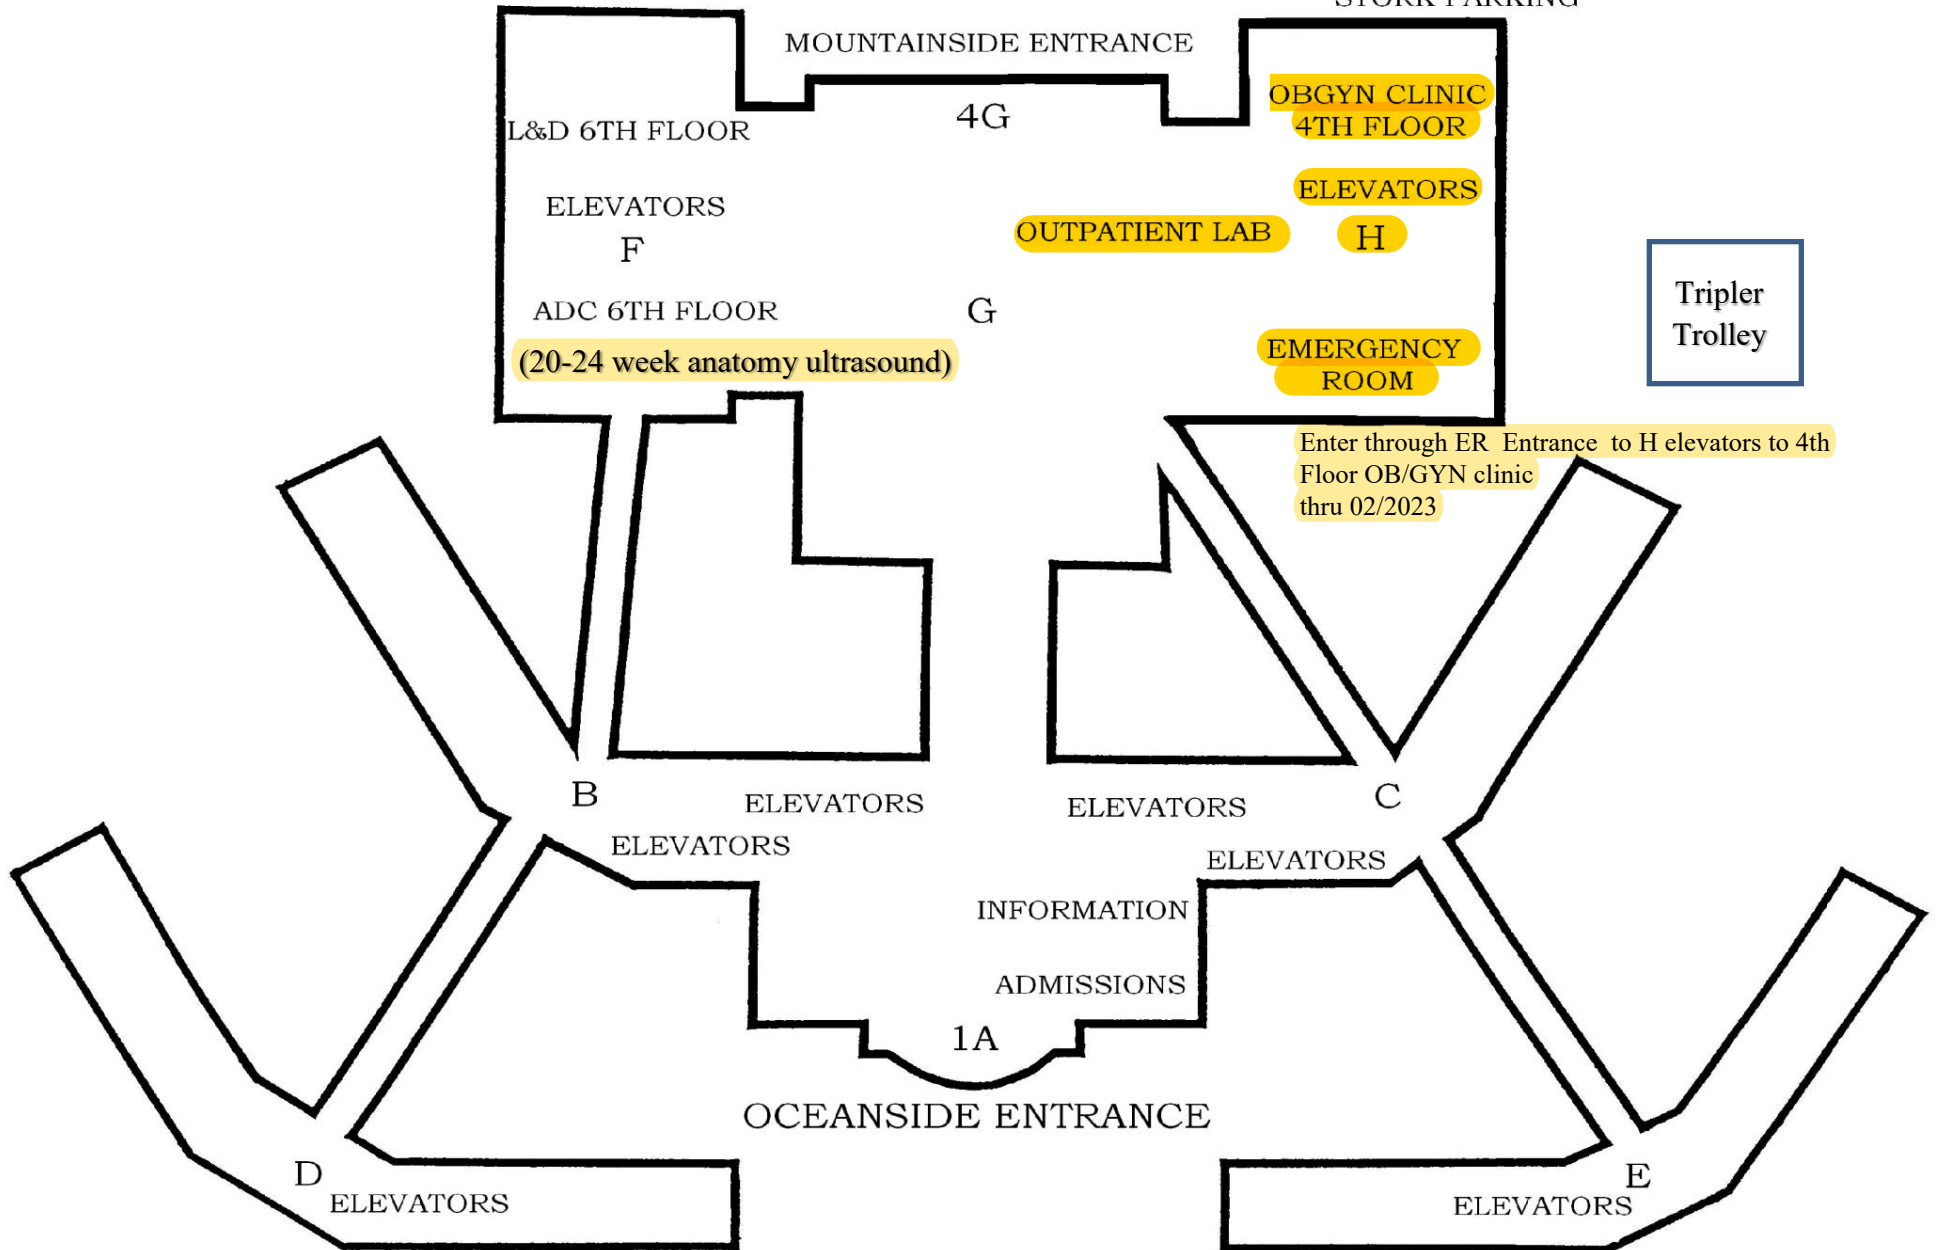 STORK PARKING
MOUNTAINSIDE ENTRANCE
4G
OBGYN CLINIC
4TH FLOOR
L&D 6TH FLOOR
ELEVATORS
F
ELEVATORS
H
OUTPATIENT LAB
ADC 6TH FLOOR
(20-24 week anatomy ultrasound)
G
EMERGENCY
ROOM
Tripler
Trolley
Enter through ER Entrance to H elevators to 4th
Floor OB/GYN clinic
thru 02/2023
B
ELEVATORS
ELEVATORS
ELEVATORS
C
ELEVATORS
INFORMATION
ADMISSIONS
1A
OCEANSIDE ENTRANCE
D
ELEVATORS
E
ELEVATORS